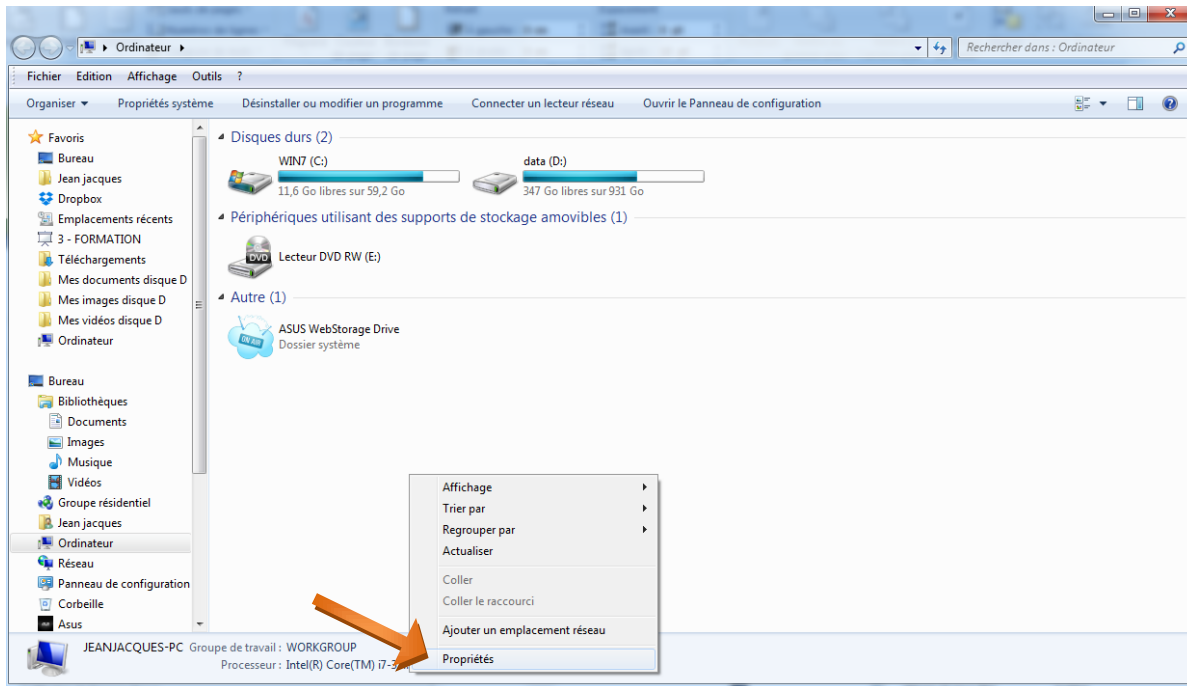 Ordinateur
Rechercher dans : Ordinateur
Fichier Edition Affichage Outils ?
Organiser Propriétés système Désinstaller ou modifier un programme Connecter un lecteur réseau Ouvrir le Panneau de configuration
Favoris
Bureau
Jean jacques
Dropbox
Emplacements récents
3 - FORMATION
Téléchargements
Mes documents disque D
Mes images disque D
Mes vidéos disque D
Ordinateur
Bureau
Bibliothèques
Documents
Images
Musique
Vidéos
Groupe résidentiel
Jean jacques
Ordinateur
Réseau
Panneau de configuration
Corbeille
Asus
Disques durs (2)
WIN7 (C:)
11,6 Go libres sur 59,2 Go
data (D:)
347 Go libres sur 931 Go
Périphériques utilisant des supports de stockage amovibles (1)
DVD
Lecteur DVD RW (E:)
Autre (1)
ON AIR
ASUS WebStorage Drive
Dossier système
Affichage
Trier par
Regrouper par
Actualiser
Coller
Coller le raccourci
Ajouter un emplacement réseau
Propriétés
JEANJACQUES-PC Groupe de travail : WORKGROUP
Processeur : Intel(R) Core(TM)